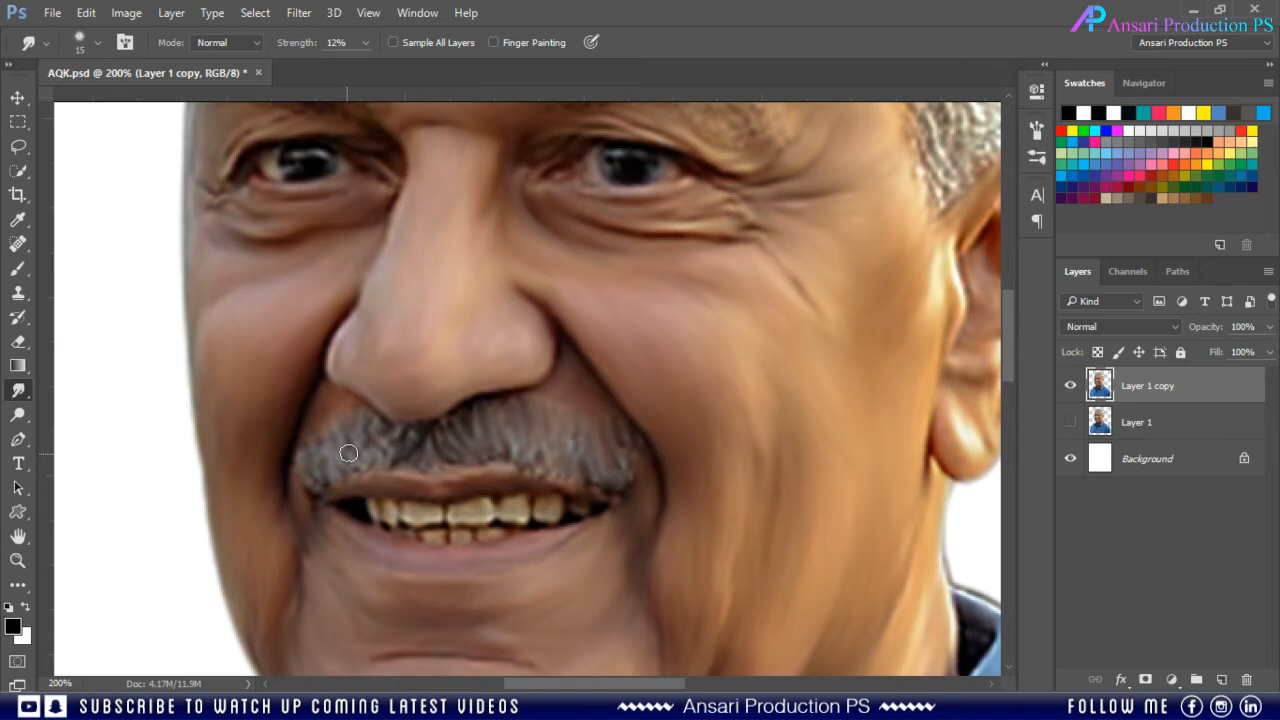 Ps File Edit Image Layer Type Select Filter 3D View Window Help
AP Ansari Production PS
15 Mode: Normal Strength: 12% Sample All Layers Finger Painting Ansari Production PS
AQK.psd @ 200% (Layer 1 copy, RGB/8) * ×
Swatches Navigator
Layers Channels Paths
Kind
Normal Opacity: 100%
Lock: Fill: 100%
Layer 1 copy
Layer 1
Background
200% Doc: 4.17M/11.9M
SUBSCRIBE TO WATCH UP COMING LATEST VIDEOS Ansari Production PS FOLLOW ME